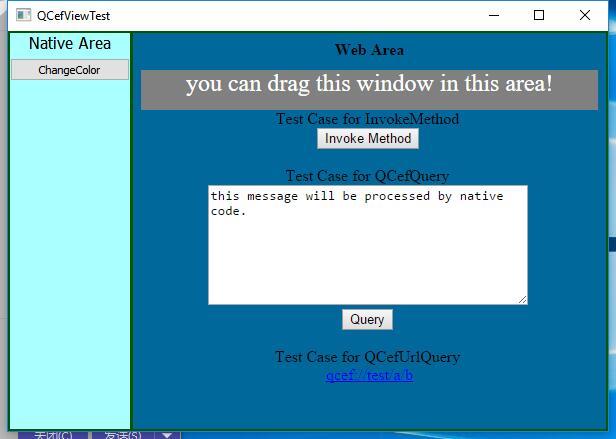 QCefViewTest
Native Area
ChangeColor
Web Area
you can drag this window in this area!
Test Case for InvokeMethod
Invoke Method
Test Case for QCefQuery
this message will be processed by native
code.
Query
Test Case for QCefUrlQuery
qcef://test/a/b
关闭(C)
发送(S)